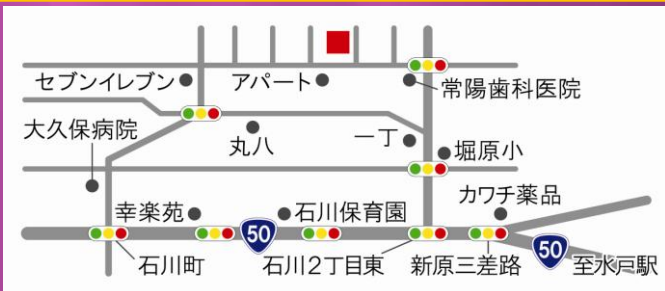 セブンイレブン
アパート
常陽歯科医院
大久保病院
丸八
一丁
堀原小
カワチ薬品
幸楽苑
50
石川保育園
石川町
石川2丁目東
新原三差路
50
至水戸駅